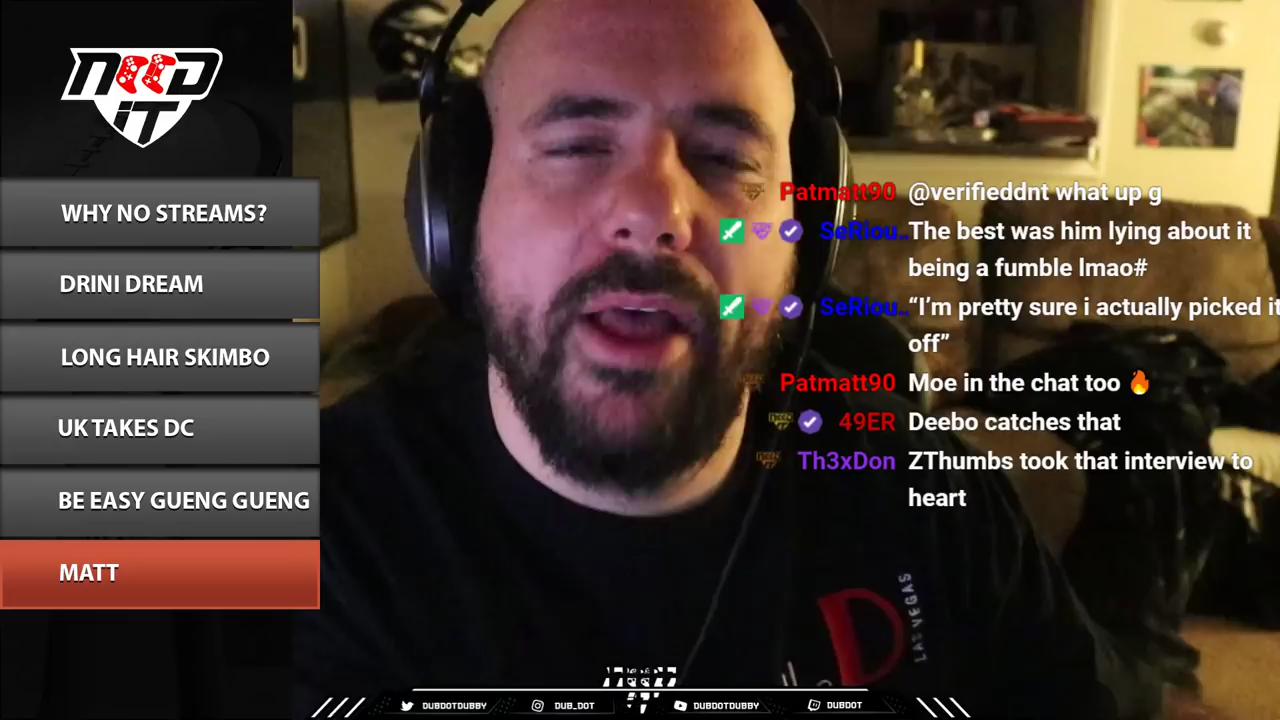 NEED
IT
WHY NO STREAMS?
DRINI DREAM
LONG HAIR SKIMBO
UK TAKES DC
BE EASY GUENG GUENG
MATT
Patmatt90 @verifieddnt what up g
SeRiou.. The best was him lying about it
being a fumble lmao#
SeRiou.. “I’m pretty sure i actually picked it
off”
Patmatt90 Moe in the chat too 🔥
49ER Deebo catches that
Th3xDon ZThumbs took that interview to
heart
D
LAS VEGAS
DUBDOTDUBBY
DUB_DOT
DUBDOTDUBBY
DUBDOT